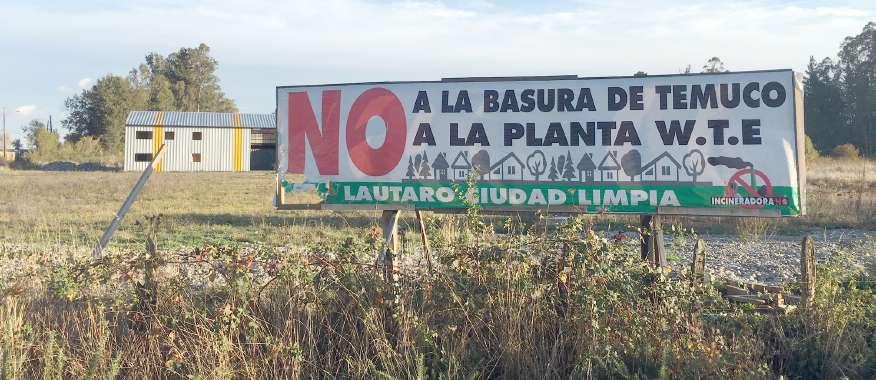 NO A LA BASURA DE TEMUCO
A LA PLANTA W.T.E
LAUTARO CIUDAD LIMPIA
INCINERADORA NO